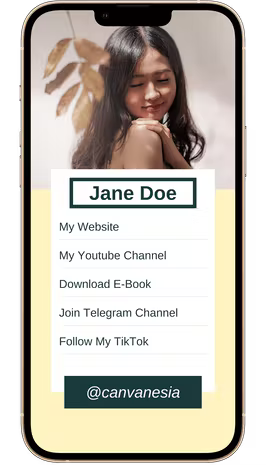 Jane Doe
My Website
My Youtube Channel
Download E-Book
Join Telegram Channel
Follow My TikTok
@canvanesia